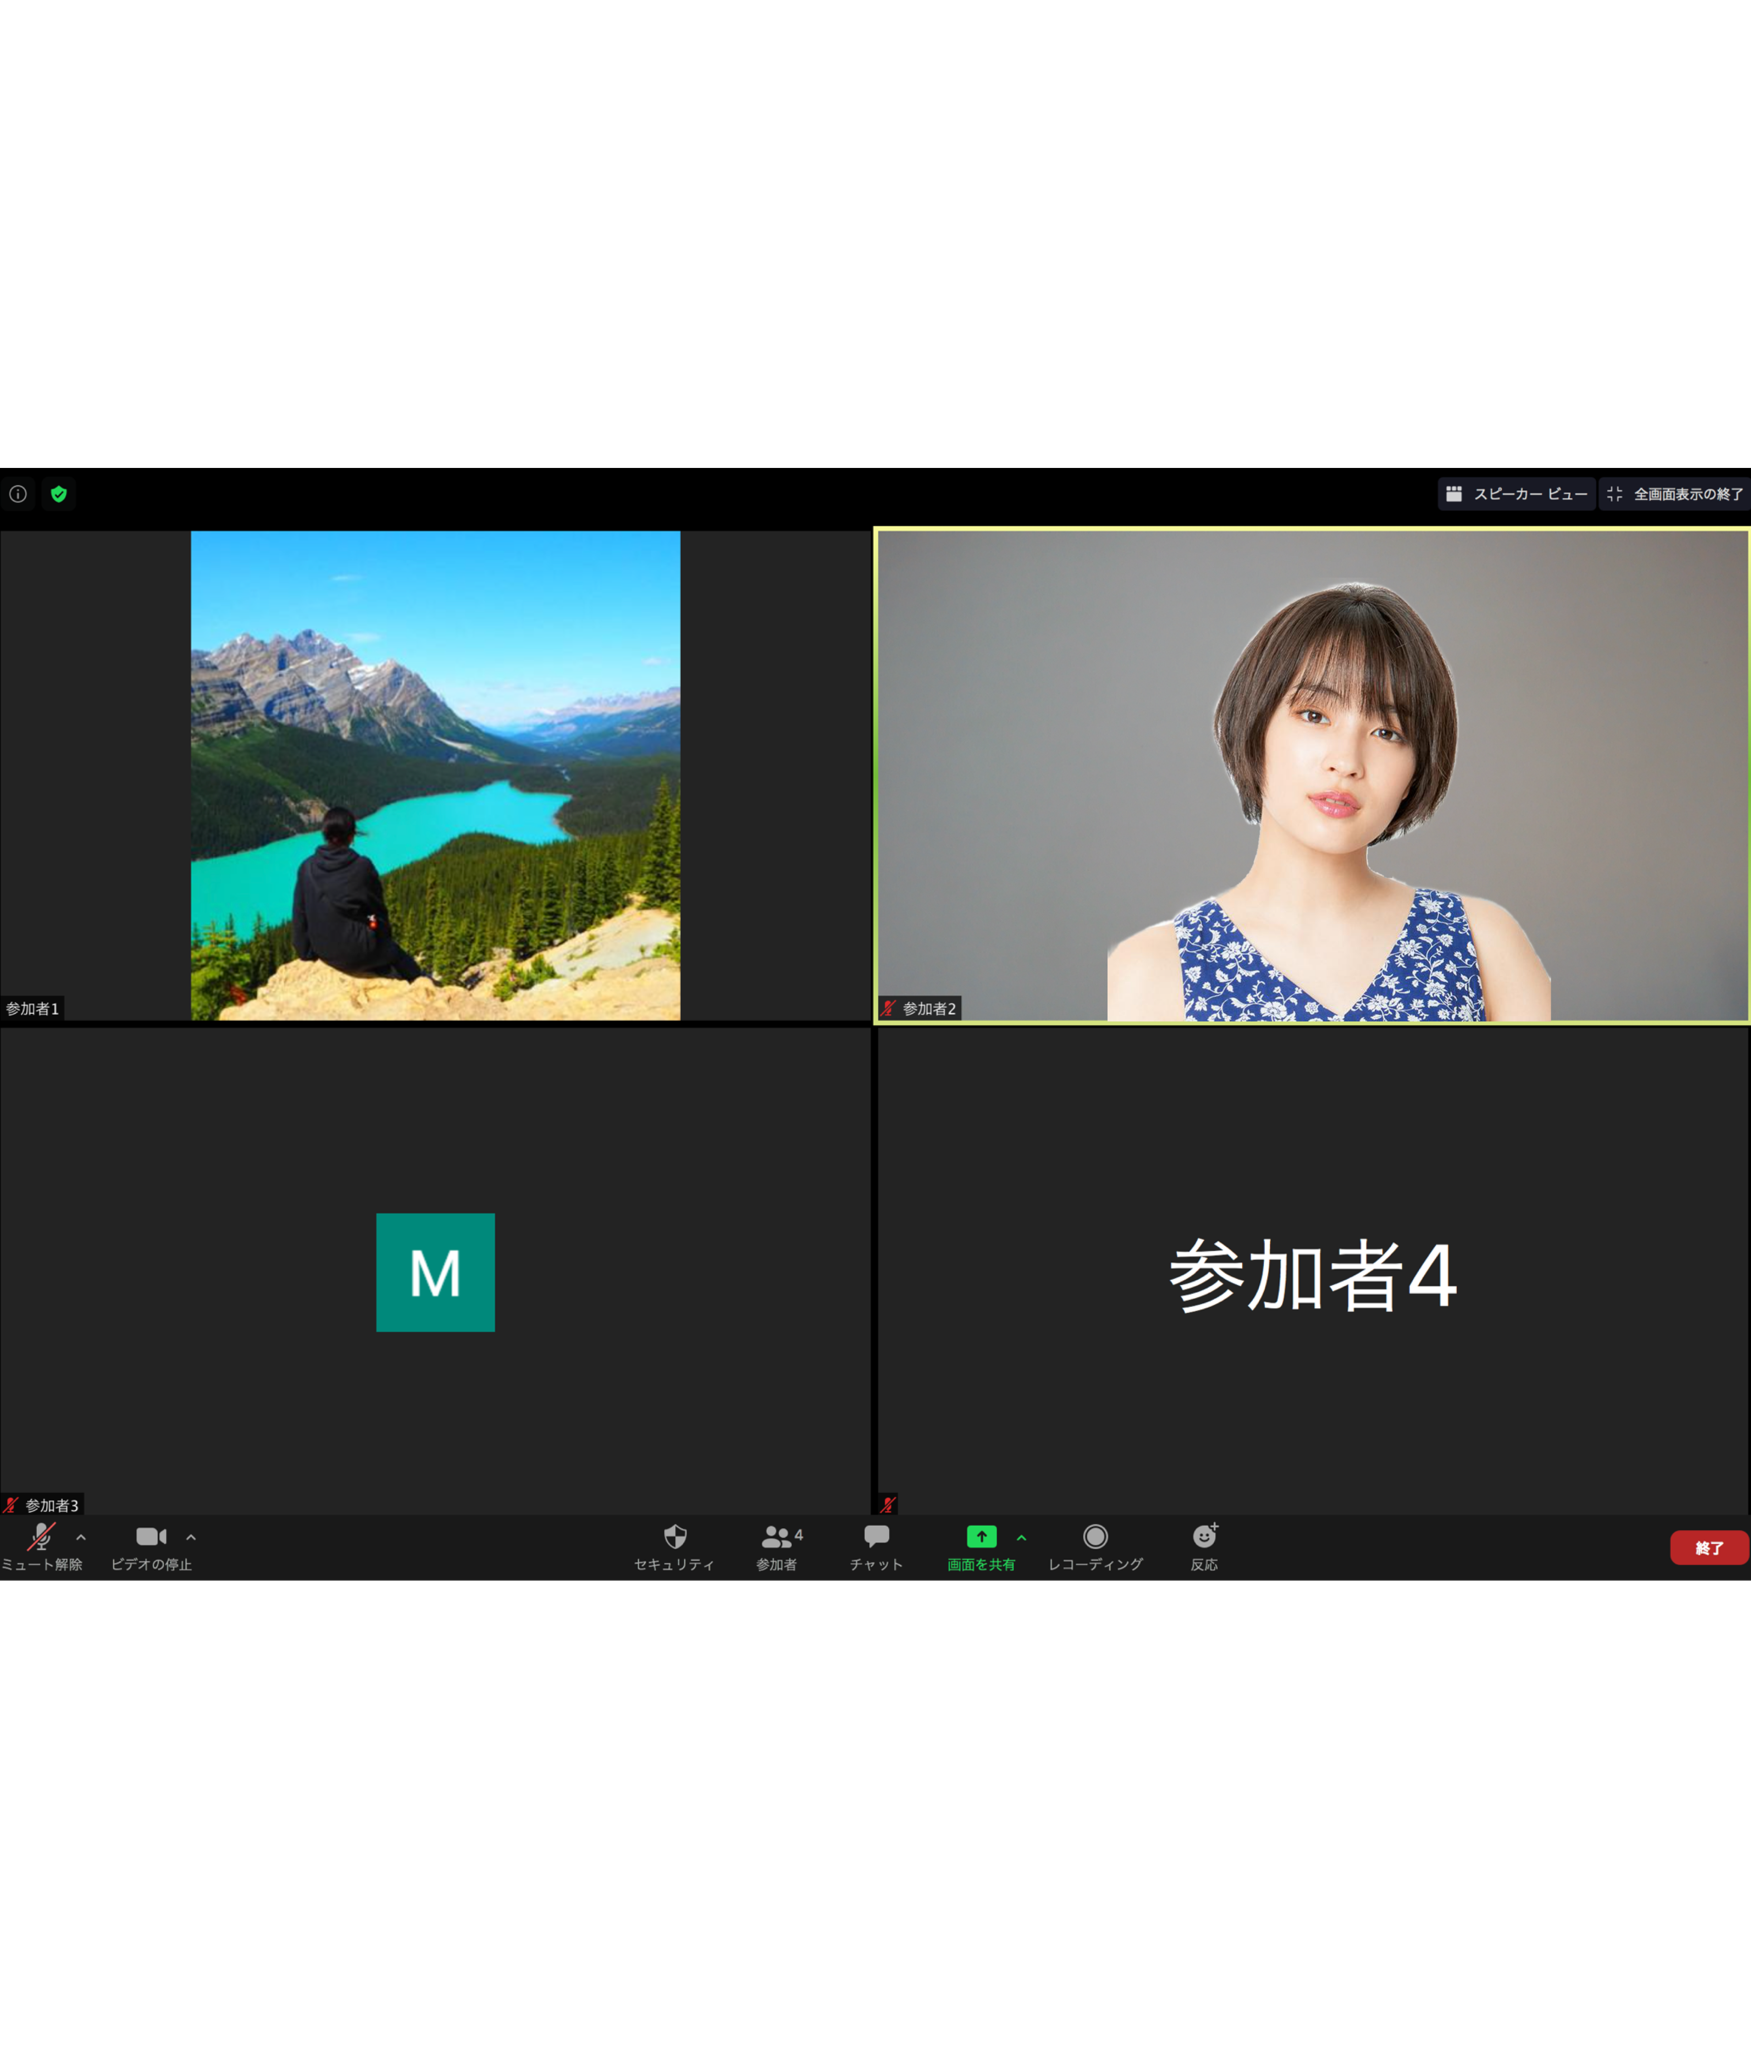 スピーカー ビュー
全画面表示の終了
参加者1
参加者2
M
参加者4
参加者3
ミュート解除
ビデオの停止
セキュリティ
4
参加者
チャット
画面を共有
レコーディング
反応
終了